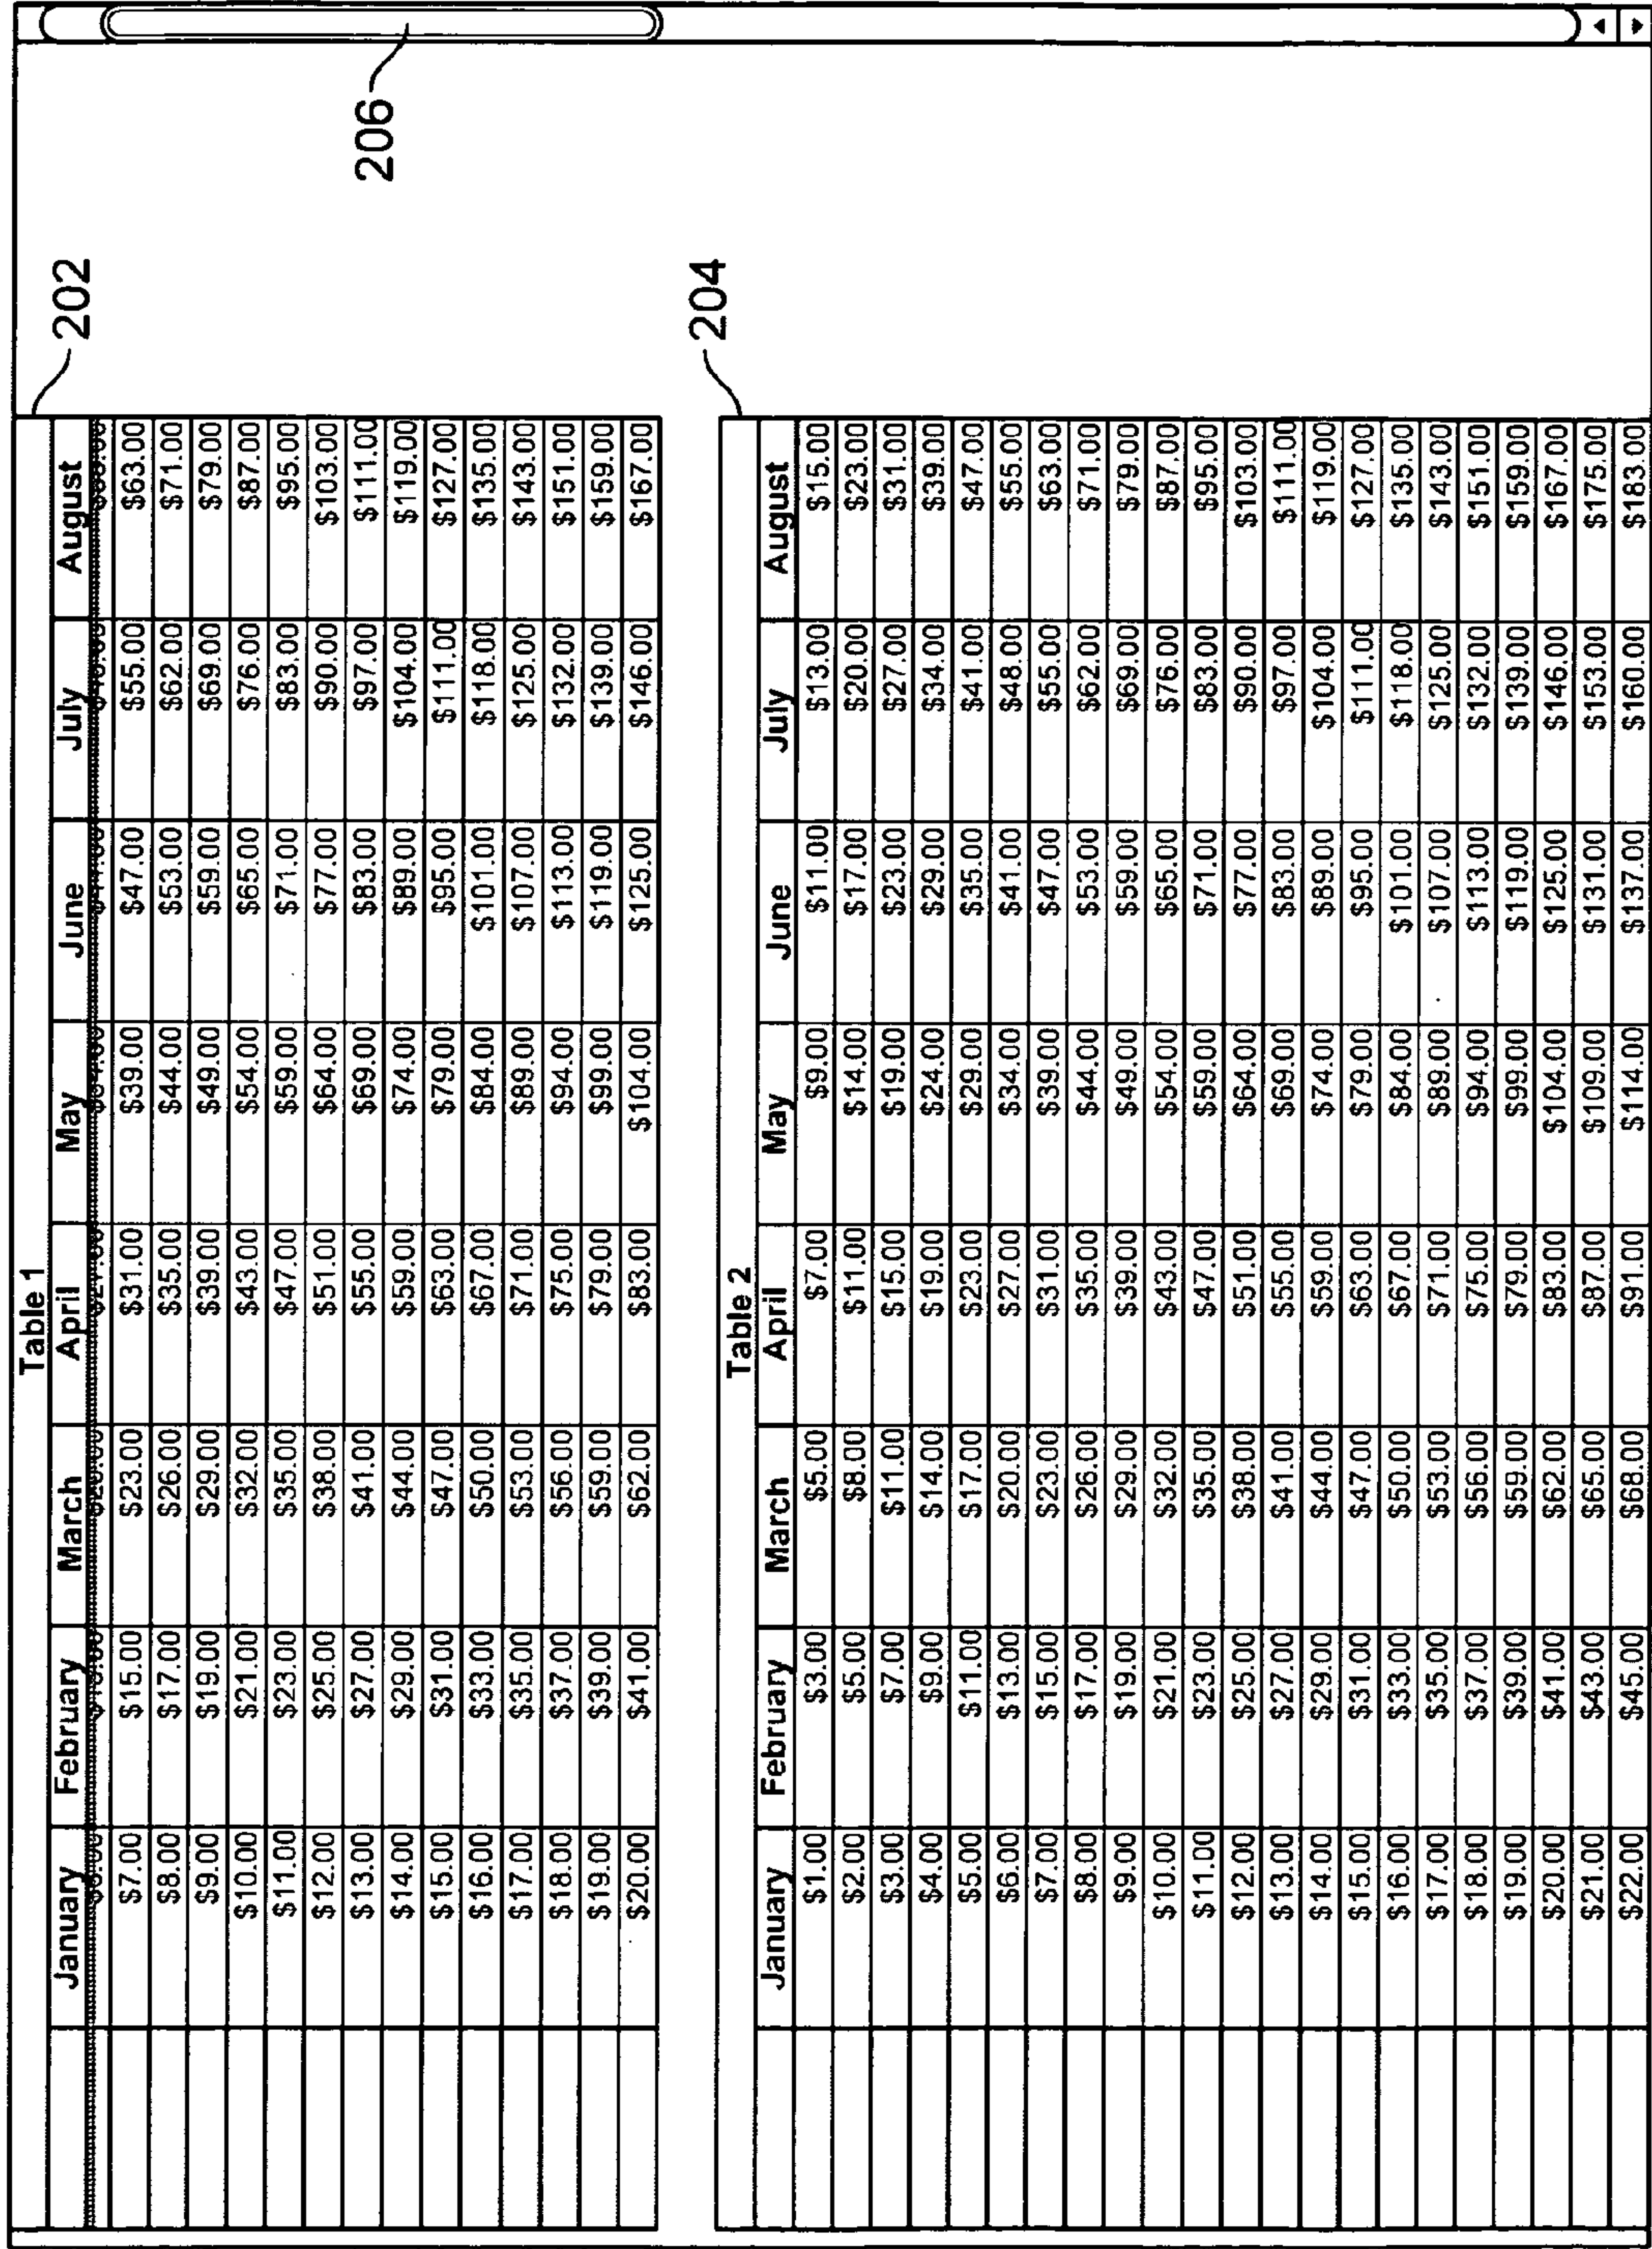 Table 1
202
January February March April May June July August
$7.00 $15.00 $23.00 $31.00 $39.00 $47.00 $55.00 $63.00
$8.00 $17.00 $26.00 $35.00 $44.00 $53.00 $62.00 $71.00
$9.00 $19.00 $29.00 $39.00 $49.00 $59.00 $69.00 $79.00
$10.00 $21.00 $32.00 $43.00 $54.00 $65.00 $76.00 $87.00
$11.00 $23.00 $35.00 $47.00 $59.00 $71.00 $83.00 $95.00
$12.00 $25.00 $38.00 $51.00 $64.00 $77.00 $90.00 $103.00
$13.00 $27.00 $41.00 $55.00 $69.00 $83.00 $97.00 $111.00
$14.00 $29.00 $44.00 $59.00 $74.00 $89.00 $104.00 $119.00
$15.00 $31.00 $47.00 $63.00 $79.00 $95.00 $111.00 $127.00
$16.00 $33.00 $50.00 $67.00 $84.00 $101.00 $118.00 $135.00
$17.00 $35.00 $53.00 $71.00 $89.00 $107.00 $125.00 $143.00
$18.00 $37.00 $56.00 $75.00 $94.00 $113.00 $132.00 $151.00
$19.00 $39.00 $59.00 $79.00 $99.00 $119.00 $139.00 $159.00
$20.00 $41.00 $62.00 $83.00 $104.00 $125.00 $146.00 $167.00
206
204
Table 2
January February March April May June July August
$1.00 $3.00 $5.00 $7.00 $9.00 $11.00 $13.00 $15.00
$2.00 $5.00 $8.00 $11.00 $14.00 $17.00 $20.00 $23.00
$3.00 $7.00 $11.00 $15.00 $19.00 $23.00 $27.00 $31.00
$4.00 $9.00 $14.00 $19.00 $24.00 $29.00 $34.00 $39.00
$5.00 $11.00 $17.00 $23.00 $29.00 $35.00 $41.00 $47.00
$6.00 $13.00 $20.00 $27.00 $34.00 $41.00 $48.00 $55.00
$7.00 $15.00 $23.00 $31.00 $39.00 $47.00 $55.00 $63.00
$8.00 $17.00 $26.00 $35.00 $44.00 $53.00 $62.00 $71.00
$9.00 $19.00 $29.00 $39.00 $49.00 $59.00 $69.00 $79.00
$10.00 $21.00 $32.00 $43.00 $54.00 $65.00 $76.00 $87.00
$11.00 $23.00 $35.00 $47.00 $59.00 $71.00 $83.00 $95.00
$12.00 $25.00 $38.00 $51.00 $64.00 $77.00 $90.00 $103.00
$13.00 $27.00 $41.00 $55.00 $69.00 $83.00 $97.00 $111.00
$14.00 $29.00 $44.00 $59.00 $74.00 $89.00 $104.00 $119.00
$15.00 $31.00 $47.00 $63.00 $79.00 $95.00 $111.00 $127.00
$16.00 $33.00 $50.00 $67.00 $84.00 $101.00 $118.00 $135.00
$17.00 $35.00 $53.00 $71.00 $89.00 $107.00 $125.00 $143.00
$18.00 $37.00 $56.00 $75.00 $94.00 $113.00 $132.00 $151.00
$19.00 $39.00 $59.00 $79.00 $99.00 $119.00 $139.00 $159.00
$20.00 $41.00 $62.00 $83.00 $104.00 $125.00 $146.00 $167.00
$21.00 $43.00 $65.00 $87.00 $109.00 $131.00 $153.00 $175.00
$22.00 $45.00 $68.00 $91.00 $114.00 $137.00 $160.00 $183.00